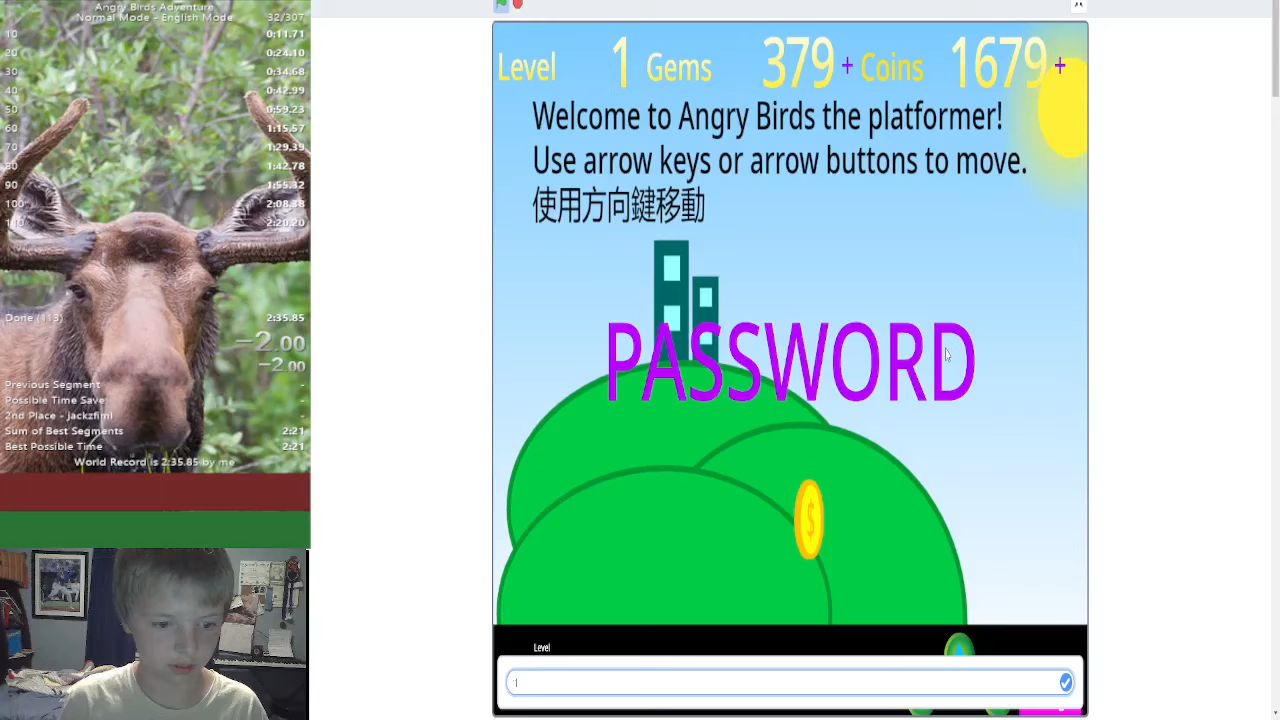 Angry Birds Adventure
Normal Mode - English Mode 32/307
10 0:11.71
20 0:24.10
30 0:34.68
40 0:42.99
50 0:59.23
60 1:15.57
70 1:29.39
80 1:42.78
90 1:55.32
100 2:08.38
110 2:20.20
Done (113) 2:35.85
−2.00
−2.00
Previous Segment -
Possible Time Save -
2nd Place - jackzfiml -
Sum of Best Segments 2:21
Best Possible Time 2:21
World Record is 2:35.85 by me
Level 1 Gems 379 + Coins 1679 +
Welcome to Angry Birds the platformer!
Use arrow keys or arrow buttons to move.
使用方向鍵移動
PASSWORD
$
Level